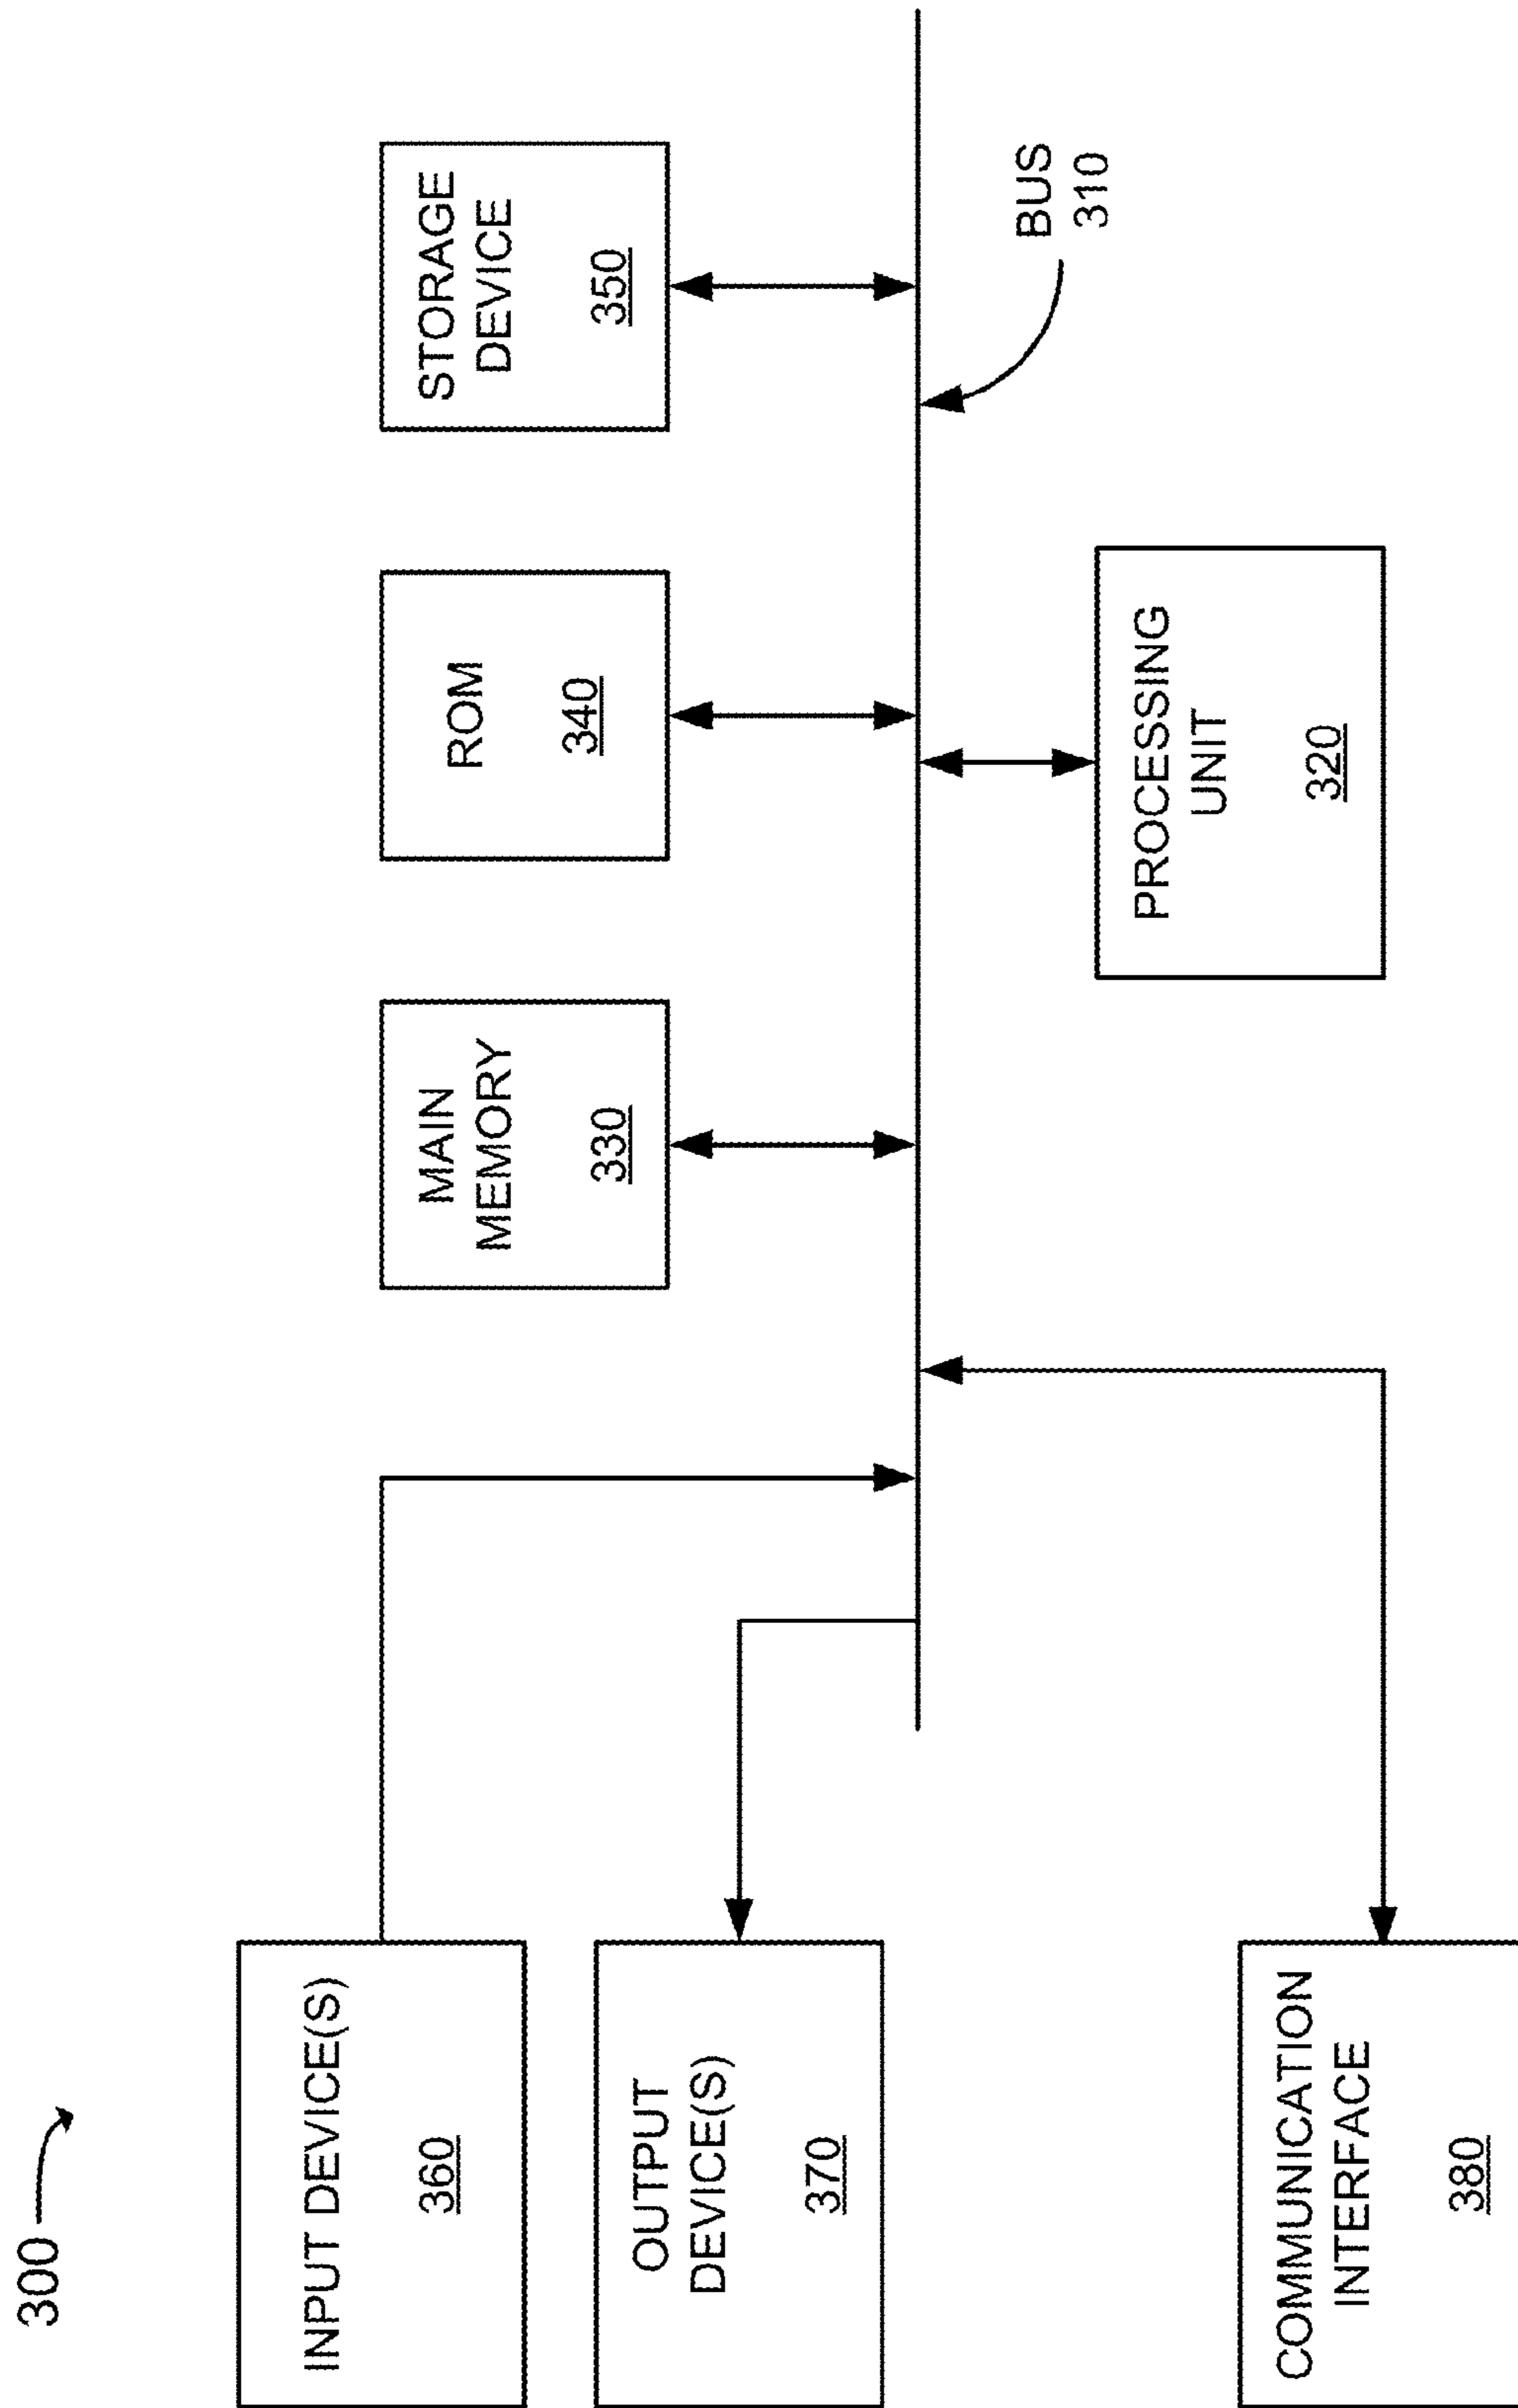 300
INPUT DEVICE(S)
360
OUTPUT
DEVICE(S)
370
COMMUNICATION
INTERFACE
380
MAIN
MEMORY
330
ROM
340
STORAGE
DEVICE
350
PROCESSING
UNIT
320
BUS
310